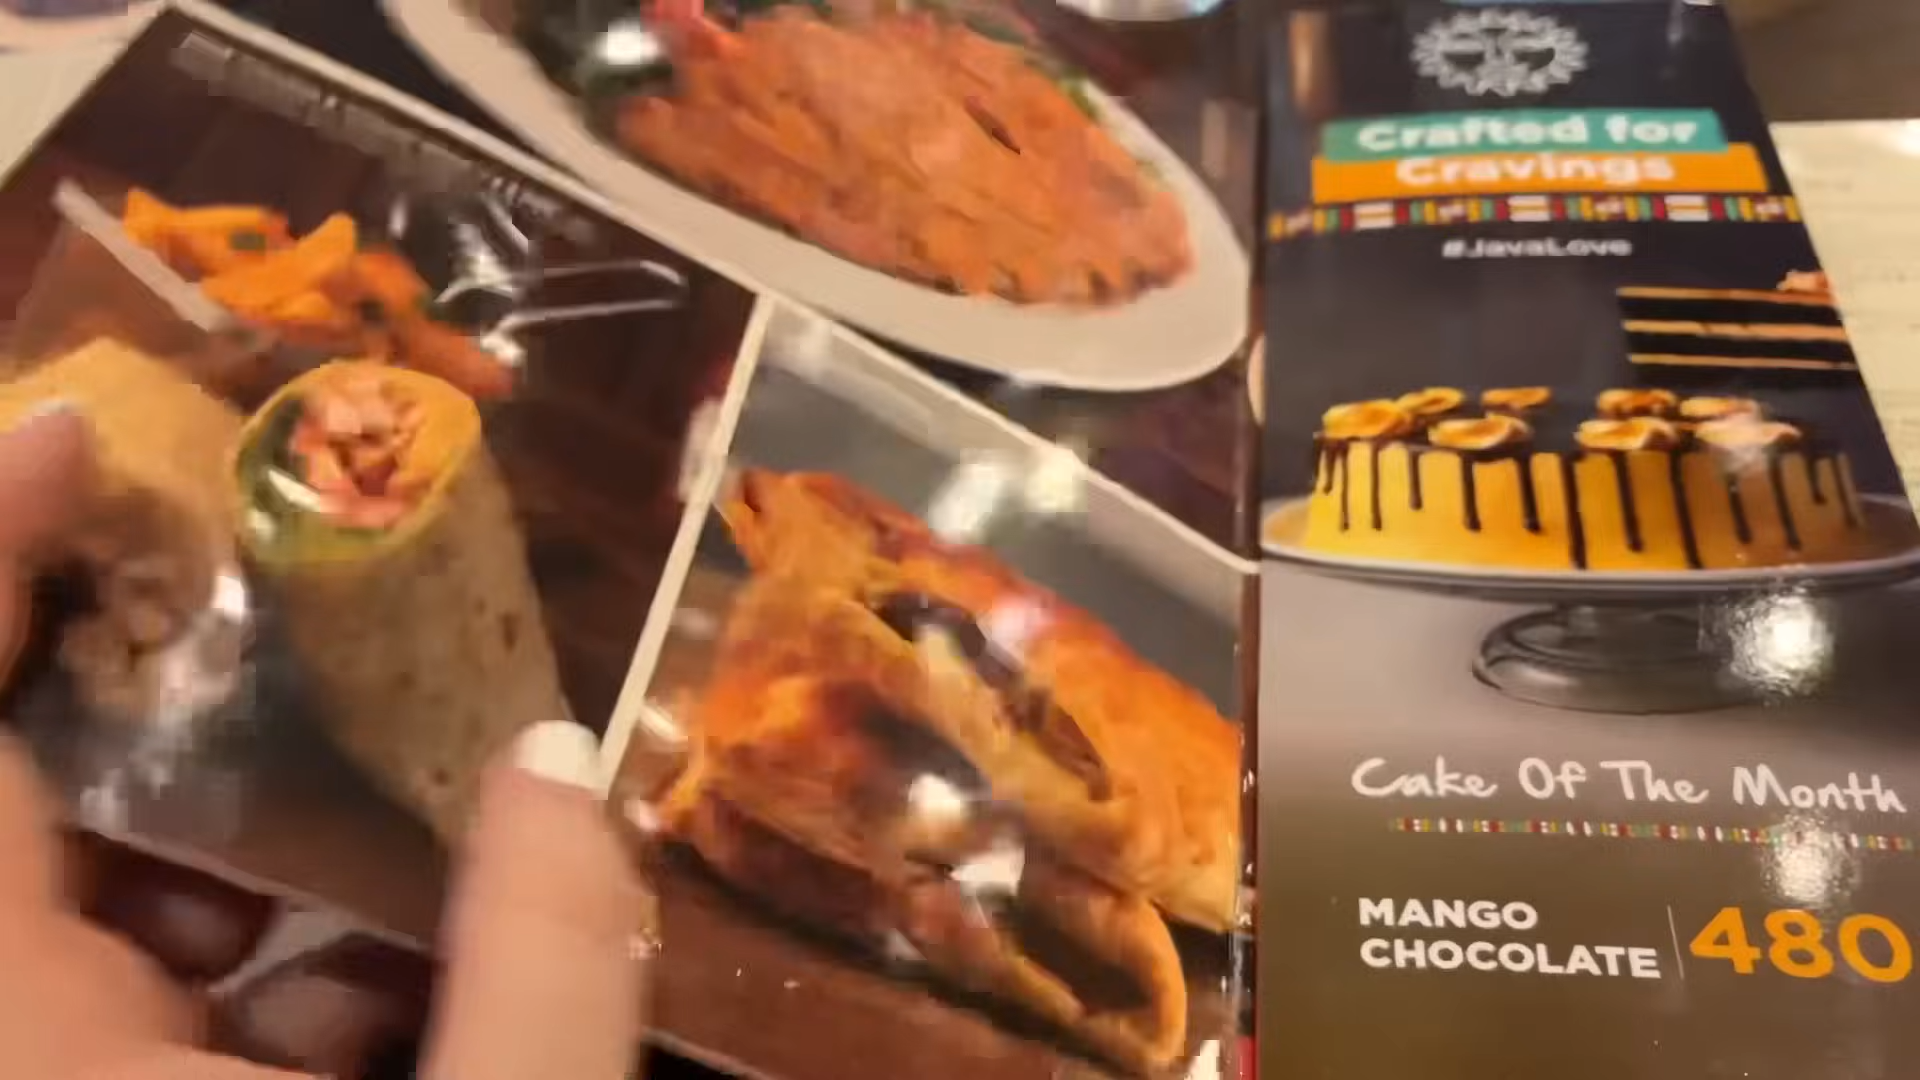 Crafted for
Cravings
#JavaLove
Cake Of The Month
MANGO
CHOCOLATE
480